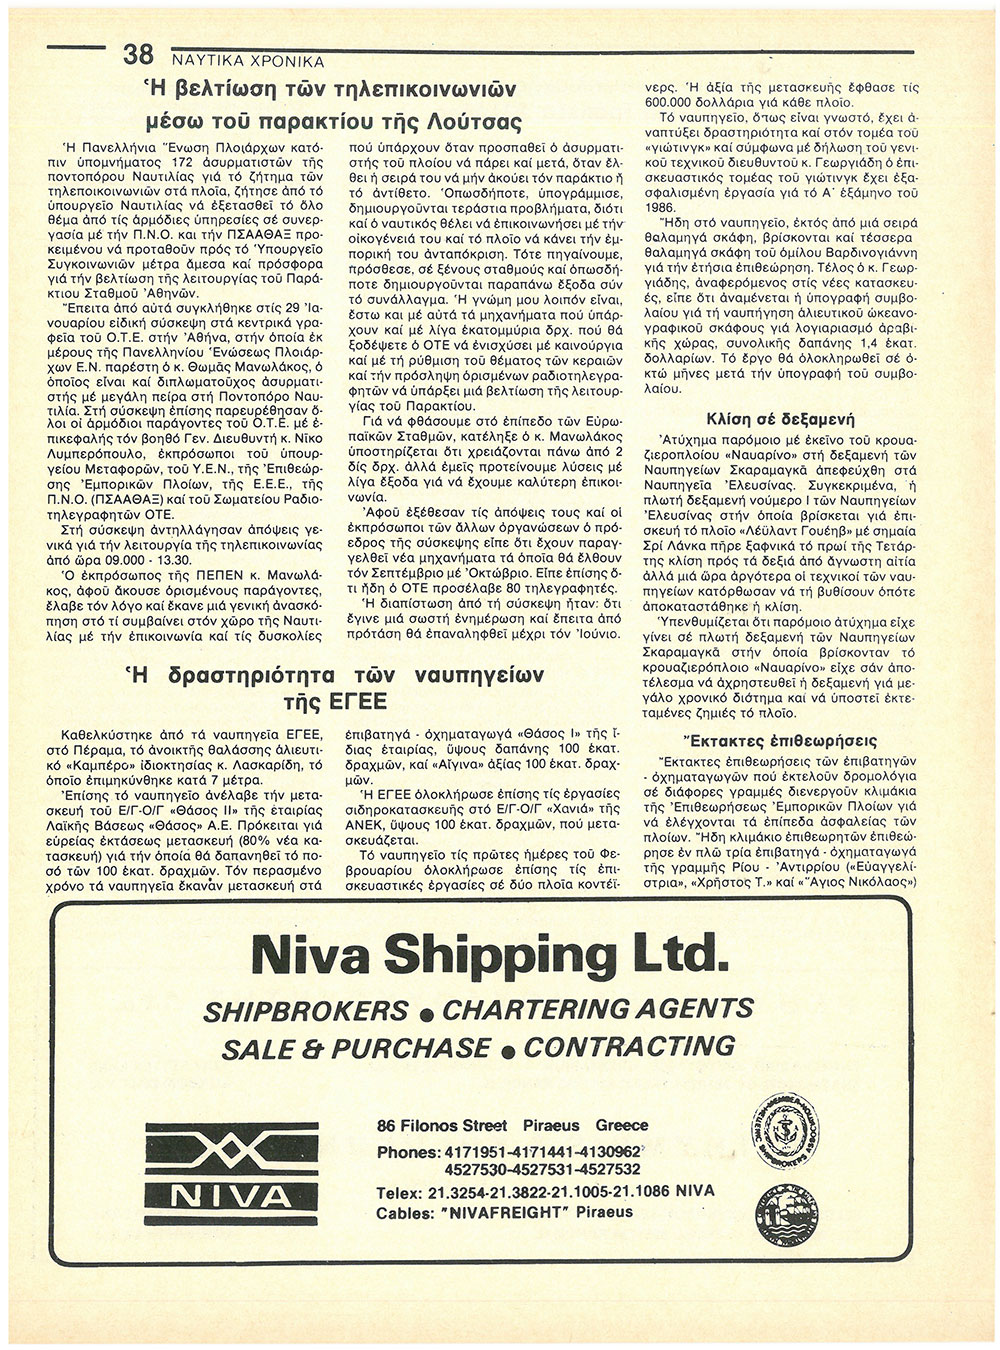 38 ΝΑΥΤΙΚΑ ΧΡΟΝΙΚΑ
Ἡ βελτίωση τῶν τηλεπικοινωνιῶν
μέσω τοῦ παρακτίου τῆς Λούτσας
Ἡ Πανελλήνια Ἕνωση Πλοιάρχων κατό-
πιν ὑπομνήματος 172 ἀσυρματιστῶν τῆς
ποντοπόρου Ναυτιλίας γιά τό ζήτημα τῶν
τηλεποικοινωνιῶν στά πλοῖα, ζήτησε ἀπό τό
ὑπουργεῖο Ναυτιλίας νά ἐξετασθεῖ τό ὅλο
θέμα ἀπό τίς ἁρμόδιες ὑπηρεσίες σέ συνερ-
γασία μέ τήν Π.Ν.Ο. και τήν ΠΣΑΑΘΑΞ προ-
κειμένου νά προταθοῦν πρός τό Ὑπουργεῖο
Συγκοινωνιῶν μέτρα ἄμεσα καί πρόσφορα
γιά τήν βελτίωση τῆς λειτουργίας τοῦ Παρά-
κτιου Σταθμοῦ Ἀθηνῶν.
Ἔπειτα ἀπό αὐτά συγκλήθηκε στίς 29 Ἰα-
νουαρίου εἰδική σύσκεψη στά κεντρικά γρα-
φεῖα τοῦ Ο.Τ.Ε. στήν Ἀθήνα, στήν ὁποία ἐκ
μέρους τῆς Πανελληνίου Ἑνώσεως Πλοιάρ-
χων Ε.Ν. παρέστη ὁ κ. Θωμᾶς Μανωλάκος, ὁ
ὁποῖος εἶναι καί διπλωματοῦχος ἀσυρματι-
στής μέ μεγάλη πείρα στή Ποντοπόρο Ναυ-
τιλία. Στή σύσκεψη ἐπίσης παρευρέθησαν ὅ-
λοι οἱ ἁρμόδιοι παράγοντες τοῦ Ο.Τ.Ε. μέ ἐ-
πικεφαλής τόν βοηθό Γεν. Διευθυντή κ. Νῖκο
Λυμπερόπουλο, ἐκπρόσωποι τοῦ ὑπουρ-
γείου Μεταφορῶν, τοῦ Υ.Ε.Ν., τῆς Ἐπιθεώρ-
σης Ἐμπορικῶν Πλοίων, τῆς Ε.Ε.Ε., τῆς
Π.Ν.Ο. (ΠΣΑΑΘΑΞ) καί τοῦ Σωματείου Ραδιο-
τηλεγραφητῶν ΟΤΕ.
Στή σύσκεψη ἀντηλλάγησαν ἀπόψεις γε-
νικά γιά τήν λειτουργία τῆς τηλεπικοινωνίας
ἀπό ὥρα 09.000 - 13.30.
Ὁ ἐκπρόσωπος τῆς ΠΕΠΕΝ κ. Μανωλά-
κος, ἀφοῦ ἄκουσε ὁρισμένους παράγοντες,
ἔλαβε τόν λόγο καί ἔκανε μιά γενική ἀνασκό-
πηση στό τί συμβαίνει στόν χῶρο τῆς Ναυτι-
λίας μέ τήν ἐπικοινωνία καί τίς δυσκολίες
πού ὑπάρχουν ὅταν προσπαθεῖ ὁ ἀσυρματι-
στής τοῦ πλοίου νά πάρει καί μετά, ὅταν ἔλ-
θει ἡ σειρά του νά μήν ἀκούει τόν παράκτιο ἤ
τό ἀντίθετο. Ὁπωσδήποτε, ὑπογράμμισε,
δημιουργοῦνται τεράστια προβλήματα, διότι
καί ὁ ναυτικός θέλει νά ἐπικοινωνήσει μέ τήν
οἰκογένειά του καί τό πλοῖο νά κάνει τήν ἐμ-
πορική του ἀνταπόκριση. Τότε πηγαίνουμε,
πρόσθεσε, σέ ξένους σταθμούς καί ὁπωσδή-
ποτε δημιουργοῦνται παραπάνω ἔξοδα σύν
τό συνάλλαγμα. Ἡ γνώμη μου λοιπόν εἶναι,
ἔστω καί μέ αὐτά τά μηχανήματα πού ὑπάρ-
χουν καί μέ λίγα ἑκατομμύρια δρχ. πού θά
ξοδέψετε ὁ ΟΤΕ νά ἐνισχύσει μέ καινούργια
καί μέ τή ρύθμιση τοῦ θέματος τῶν κεραιῶν
καί τήν πρόσληψη ὁρισμένων ραδιοτηλεγρα-
φητῶν νά ὑπάρξει μιά βελτίωση τῆς λειτουρ-
γίας τοῦ Παρακτίου.
Γιά νά φθάσουμε στό ἐπίπεδο τῶν Εὐρω-
παϊκῶν Σταθμῶν, κατέληξε ὁ κ. Μανωλάκος
ὑποστηρίζεται ὅτι χρειάζονται πάνω ἀπό 2
δίς δρχ. ἀλλά ἐμεῖς προτείνουμε λύσεις μέ
λίγα ἔξοδα γιά νά ἔχουμε καλύτερη ἐπικοι-
νωνία.
Ἀφοῦ ἐξέθεσαν τίς ἀπόψεις τους καί οἱ
ἐκπρόσωποι τῶν ἄλλων ὀργανώσεων ὁ πρό-
εδρος τῆς σύσκεψης εἶπε ὅτι ἔχουν παραγ-
γελθεῖ νέα μηχανήματα τά ὁποῖα θά ἔλθουν
τόν Σεπτέμβριο μέ Ὀκτώβριο. Εἶπε ἐπίσης ὅ-
τι ἤδη ὁ ΟΤΕ προσέλαβε 80 τηλεγραφητές.
Ἡ διαπίστωση ἀπό τή σύσκεψη ἦταν: ὅτι
ἔγινε μιά σωστή ἐνημέρωση καί ἔπειτα ἀπό
πρόταση θά ἐπαναληφθεῖ μέχρι τόν Ἰούνιο.
Ἡ δραστηριότητα τῶν ναυπηγείων
τῆς ΕΓΕΕ
Καθελκύστηκε ἀπό τά ναυπηγεῖα ΕΓΕΕ,
στό Πέραμα, τό ἀνοικτῆς θαλάσσης ἁλιευτι-
κό «Καμπέρο» ἰδιοκτησίας κ. Λασκαρίδη, τό
ὁποῖο ἐπιμηκύνθηκε κατά 7 μέτρα.
Ἐπίσης τό ναυπηγεῖο ἀνέλαβε τήν μετα-
σκευή τοῦ Ε/Γ-Ο/Γ «Θάσος ΙΙ» τῆς ἑταιρίας
Λαϊκῆς Βάσεως «Θάσος» Α.Ε. Πρόκειται γιά
εὐρείας ἐκτάσεως μετασκευή (80% νέα κα-
τασκευή) γιά τήν ὁποία θά δαπανηθεῖ τό πο-
σό τῶν 100 ἑκατ. δραχμῶν. Τόν περασμένο
χρόνο τά ναυπηγεῖα ἔκαναν μετασκευή στά
ἐπιβατηγά - ὀχηματαγωγά «Θάσος Ι» τῆς ἴ-
διας ἑταιρίας, ὕψους δαπάνης 100 ἑκατ.
δραχμῶν, καί «Αἴγινα» ἀξίας 100 ἑκατ. δραχ-
μῶν.
Ἡ ΕΓΕΕ ὁλοκλήρωσε ἐπίσης τίς ἐργασίες
σιδηροκατασκευῆς στό Ε/Γ-Ο/Γ «Χανιά» τῆς
ΑΝΕΚ, ὕψους 100 ἑκατ. δραχμῶν, πού μετα-
σκευάζεται.
Τό ναυπηγεῖο τίς πρῶτες ἡμέρες τοῦ Φε-
βρουαρίου ὁλοκλήρωσε ἐπίσης τίς ἐπι-
σκευαστικές ἐργασίες σέ δύο πλοῖα κοντέϊ-
νερς. Ἡ ἀξία τῆς μετασκευῆς ἔφθασε τίς
600.000 δολλάρια γιά κάθε πλοῖο.
Τό ναυπηγεῖο, ὅπως εἶναι γνωστό, ἔχει ἀ-
ναπτύξει δραστηριότητα καί στόν τομέα τοῦ
«γιώτινγκ» καί σύμφωνα μέ δήλωση τοῦ γενι-
κοῦ τεχνικοῦ διευθυντοῦ κ. Γεωργιάδη ὁ ἐπι-
σκευαστικός τομέας τοῦ γιώτινγκ ἔχει ἐξα-
σφαλισμένη ἐργασία γιά τό Α΄ ἑξάμηνο τοῦ
1986.
Ἤδη στό ναυπηγεῖο, ἐκτός ἀπό μιά σειρά
θαλαμηγά σκάφη, βρίσκονται καί τέσσερα
θαλαμηγά σκάφη τοῦ ὁμίλου Βαρδινογιάννη
γιά τήν ἐτήσια ἐπιθεώρηση. Τέλος ὁ κ. Γεωρ-
γιάδης, ἀναφερόμενος στίς νέες κατασκευ-
ές, εἶπε ὅτι ἀναμένεται ἡ ὑπογραφή συμβο-
λαίου γιά τή ναυπήγηση ἁλιευτικοῦ ὠκεανο-
γραφικοῦ σκάφους γιά λογιαριασμό ἀραβι-
κῆς χώρας, συνολικῆς δαπάνης 1,4 ἑκατ.
δολλαρίων. Τό ἔργο θά ὁλοκληρωθεῖ σέ ὀ-
κτώ μῆνες μετά τήν ὑπογραφή τοῦ συμβο-
λαίου.
Κλίση σέ δεξαμενή
Ἀτύχημα παρόμοιο μέ ἐκεῖνο τοῦ κρουα-
ζιεροπλοίου «Ναυαρίνο» στή δεξαμενή τῶν
Ναυπηγείων Σκαραμαγκᾶ ἀπεφεύχθη στά
Ναυπηγεῖα Ἐλευσίνας. Συγκεκριμένα, ἡ
πλωτή δεξαμενή νούμερο Ι τῶν Ναυπηγείων
Ἐλευσίνας στήν ὁποία βρίσκεται γιά ἐπι-
σκευή τό πλοῖο «Λέϋλαντ Γουέηβ» μέ σημαία
Σρί Λάνκα πῆρε ξαφνικά τό πρωί τῆς Τετάρ-
της κλίση πρός τά δεξιά ἀπό ἄγνωστη αἰτία
ἀλλά μιά ὥρα ἀργότερα οἱ τεχνικοί τῶν ναυ-
πηγείων κατόρθωσαν νά τή βυθίσουν ὁπότε
ἀποκαταστάθηκε ἡ κλίση.
Ὑπενθυμίζεται ὅτι παρόμοιο ἀτύχημα εἶχε
γίνει σέ πλωτή δεξαμενή τῶν Ναυπηγείων
Σκαραμαγκᾶ στήν ὁποία βρίσκονταν τό
κρουαζιερόπλοιο «Ναυαρίνο» εἶχε σάν ἀπο-
τέλεσμα νά ἀχρηστευθεῖ ἡ δεξαμενή γιά με-
γάλο χρονικό διότημα καί νά ὑποστεῖ ἐκτε-
ταμένες ζημιές τό πλοῖο.
Ἔκτακτες ἐπιθεωρήσεις
Ἔκτακτες ἐπιθεωρήσεις τῶν ἐπιβατηγῶν
- ὀχηματαγωγῶν πού ἐκτελοῦν δρομολόγια
σέ διάφορες γραμμές διενεργοῦν κλιμάκια
τῆς Ἐπιθεωρήσεως Ἐμπορικῶν Πλοίων γιά
νά ἐλέγχονται τά ἐπίπεδα ἀσφαλείας τῶν
πλοίων. Ἤδη κλιμάκιο ἐπιθεωρητῶν ἐπιθεώ-
ρησε ἐν πλῶ τρία ἐπιβατηγά - ὀχηματαγωγά
τῆς γραμμῆς Ρίου - Ἀντιρρίου («Εὐαγγελί-
στρια», «Χρῆστος Τ.» καί «Ἅγιος Νικόλαος»)
Niva Shipping Ltd.
SHIPBROKERS ● CHARTERING AGENTS
SALE & PURCHASE ● CONTRACTING
NIVA
86 Filonos Street Piraeus Greece
Phones: 4171951-4171441-4130962
4527530-4527531-4527532
Telex: 21.3254-21.3822-21.1005-21.1086 NIVA
Cables: "NIVAFREIGHT" Piraeus
MEMBER · HELLENIC SHIPBROKERS ASSOCIATION